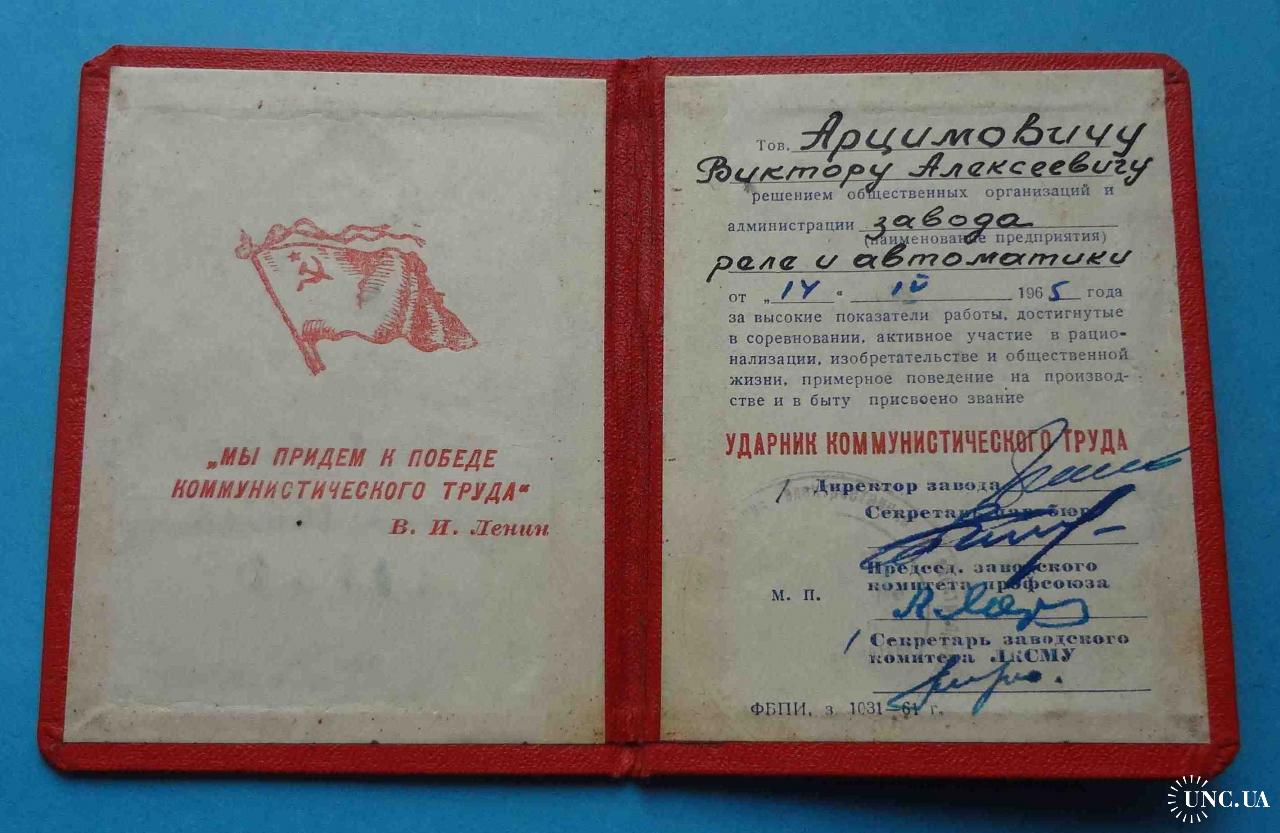 „МЫ ПРИДЕМ К ПОБЕДЕ
КОММУНИСТИЧЕСКОГО ТРУДА“
В. И. Ленин
Тов. Арцимовичу
Виктору Алексеевичу
решением общественных организаций и
администрации завода
(наименование предприятия)
реле и автоматики
от „14“ IV 1965 года
за высокие показатели работы, достигнутые
в соревновании, активное участие в рацио-
нализации, изобретательстве и общественной
жизни, примерное поведение на производ-
стве и в быту присвоено звание
УДАРНИК КОММУНИСТИЧЕСКОГО ТРУДА
Директор завода
Секретарь партбюро
Председ. заводского
комитета профсоюза
М. П.
Секретарь заводского
комитета ЛКСМУ
ФБПИ, з. 1031—61 г.
UNC.UA